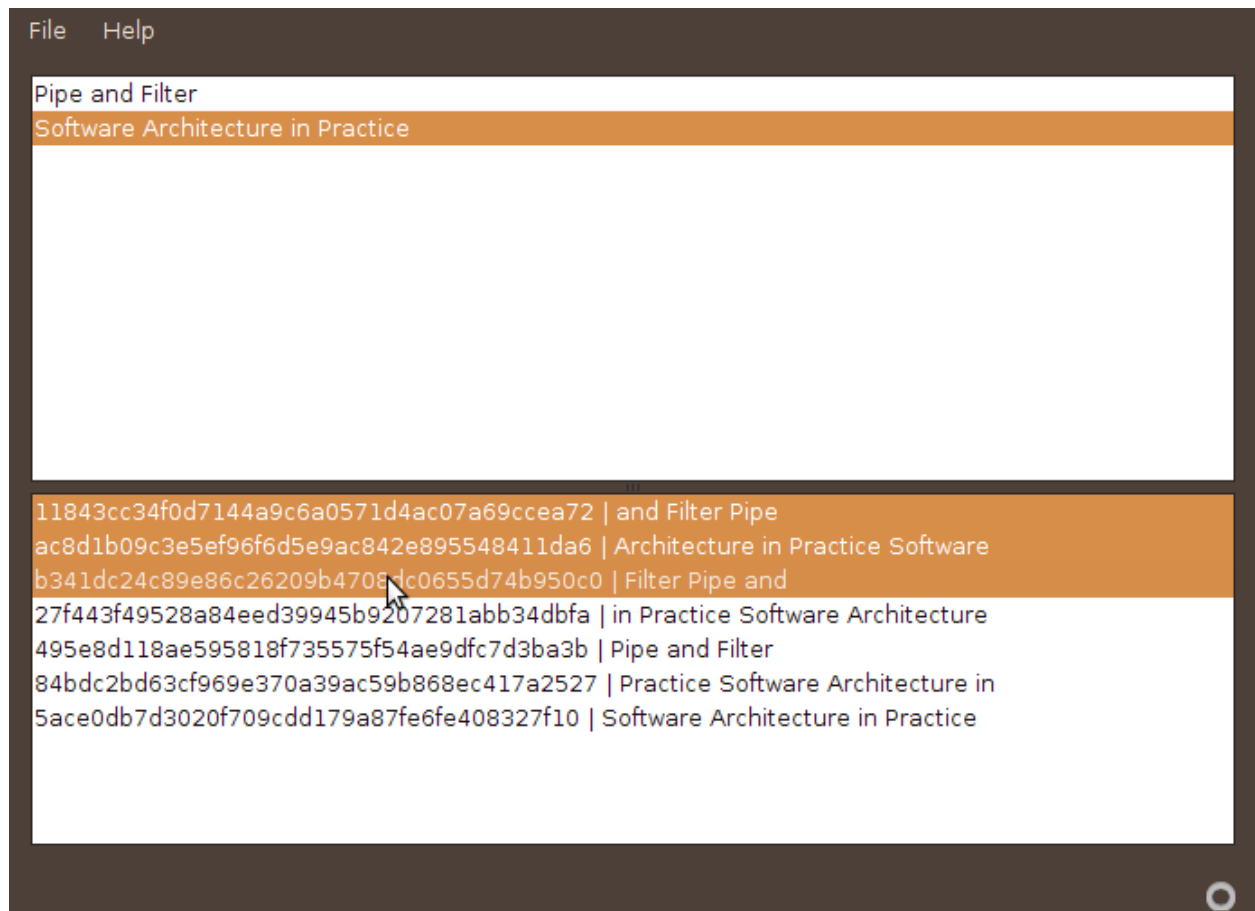 File Help
Pipe and Filter
Software Architecture in Practice
11843cc34f0d7144a9c6a0571d4ac07a69ccea72 | and Filter Pipe
ac8d1b09c3e5ef96f6d5e9ac842e895548411da6 | Architecture in Practice Software
| Filter Pipe and
27f443f49528a84eed39945b9207281abb34dbfa | in Practice Software Architecture
495e8d118ae595818f735575f54ae9dfc7d3ba3b | Pipe and Filter
84bdc2bd63cf969e370a39ac59b868ec417a2527 | Practice Software Architecture in
5ace0db7d3020f709cdd179a87fe6fe408327f10 | Software Architecture in Practice